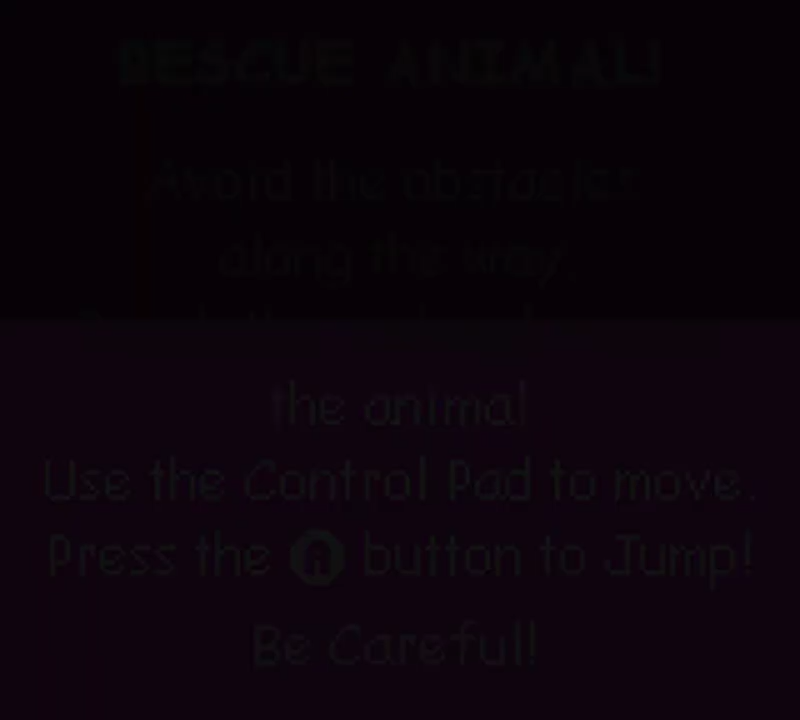 RESCUE ANIMAL!
Avoid the obstacles
along the way.
the animal
Use the Control Pad to move.
Press the A button to Jump!
Be Careful!